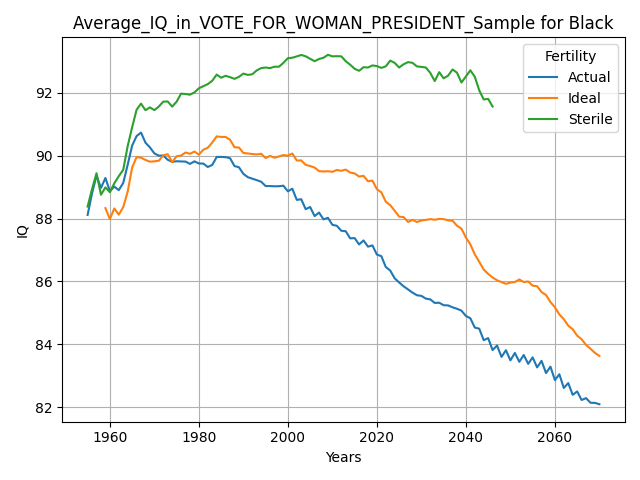 Average_IQ_in_VOTE_FOR_WOMAN_PRESIDENT_Sample for Black
Fertility
Actual
Ideal
Sterile
IQ
92
90
88
86
84
82
1960 1980 2000 2020 2040 2060
Years